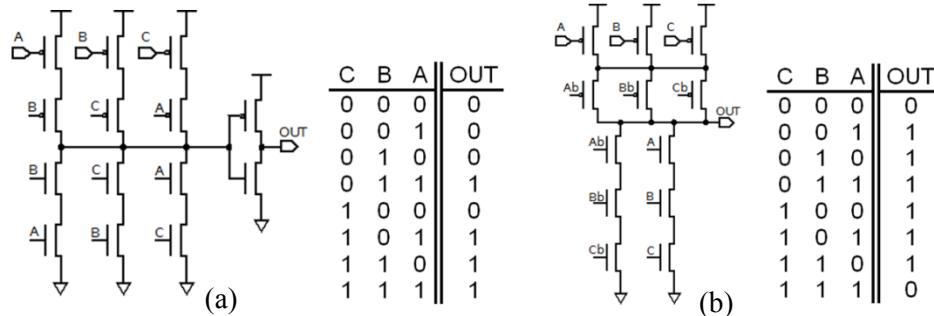 A B C
B C A
OUT
B C A
A B C
(a)
C B A OUT
0 0 0 0
0 0 1 0
0 1 0 0
0 1 1 1
1 0 0 0
1 0 1 1
1 1 0 1
1 1 1 1
A B C
Ab Bb Cb
OUT
Ab A
Bb B
Cb C
(b)
C B A OUT
0 0 0 0
0 0 1 1
0 1 0 1
0 1 1 1
1 0 0 1
1 0 1 1
1 1 0 1
1 1 1 0